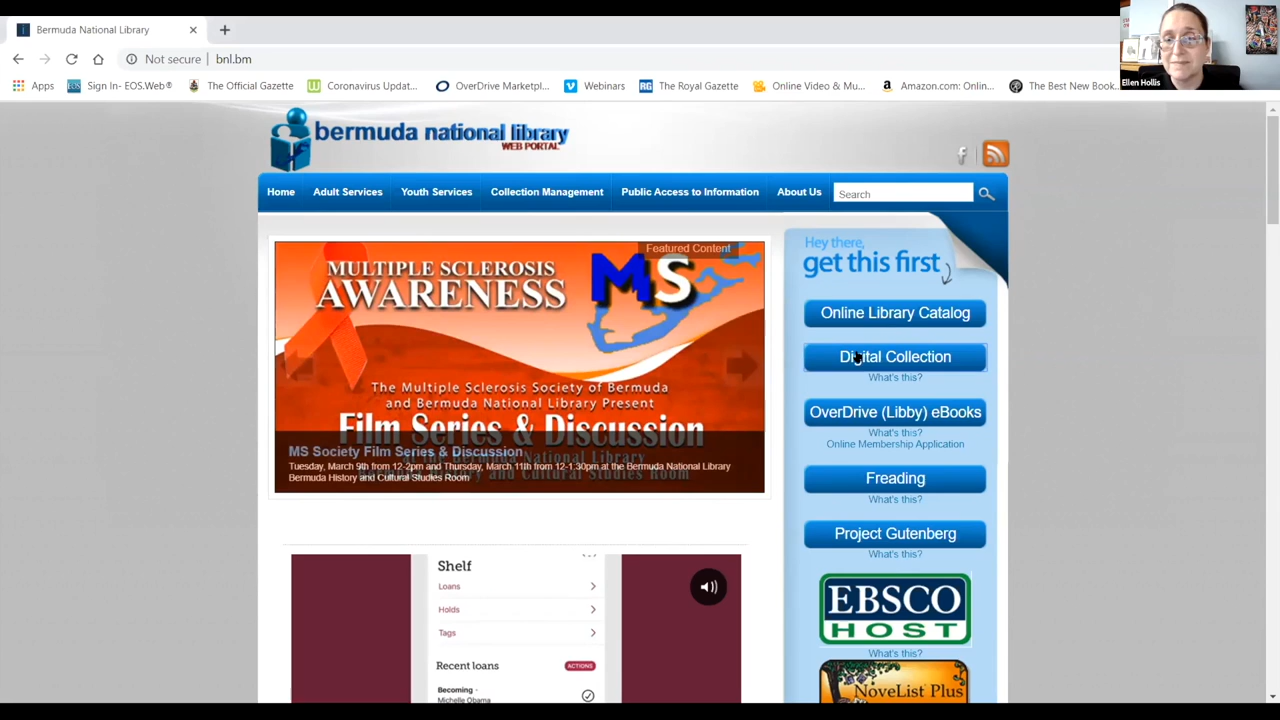 Bermuda National Library
Not secure | bnl.bm
Apps
Sign In- EOS.Web®
The Official Gazette
Coronavirus Updat...
OverDrive Marketpl...
Webinars
The Royal Gazette
Online Video & Mu...
Amazon.com: Onlin...
The Best New Book...
Ellen Hollis
bermuda national library
WEB PORTAL
Home
Adult Services
Youth Services
Collection Management
Public Access to Information
About Us
Search
Featured Content
MULTIPLE SCLEROSIS
AWARENESS
MS
The Multiple Sclerosis Society of Bermuda
and Bermuda National Library Present
Film Series & Discussion
MS Society Film Series & Discussion
at the Bermuda National Library
Tuesday, March 9th from 12-2pm and Thursday, March 11th from 12-1:30pm at the Bermuda National Library
Bermuda History and Cultural Studies Room
Hey there,
get this first
Online Library Catalog
Digital Collection
What's this?
OverDrive (Libby) eBooks
What's this?
Online Membership Application
Freading
What's this?
Project Gutenberg
What's this?
EBSCO
HOST
What's this?
NoveList Plus
Shelf
Loans
Holds
Tags
Recent loans
ACTIONS
Becoming -
Michelle Obama